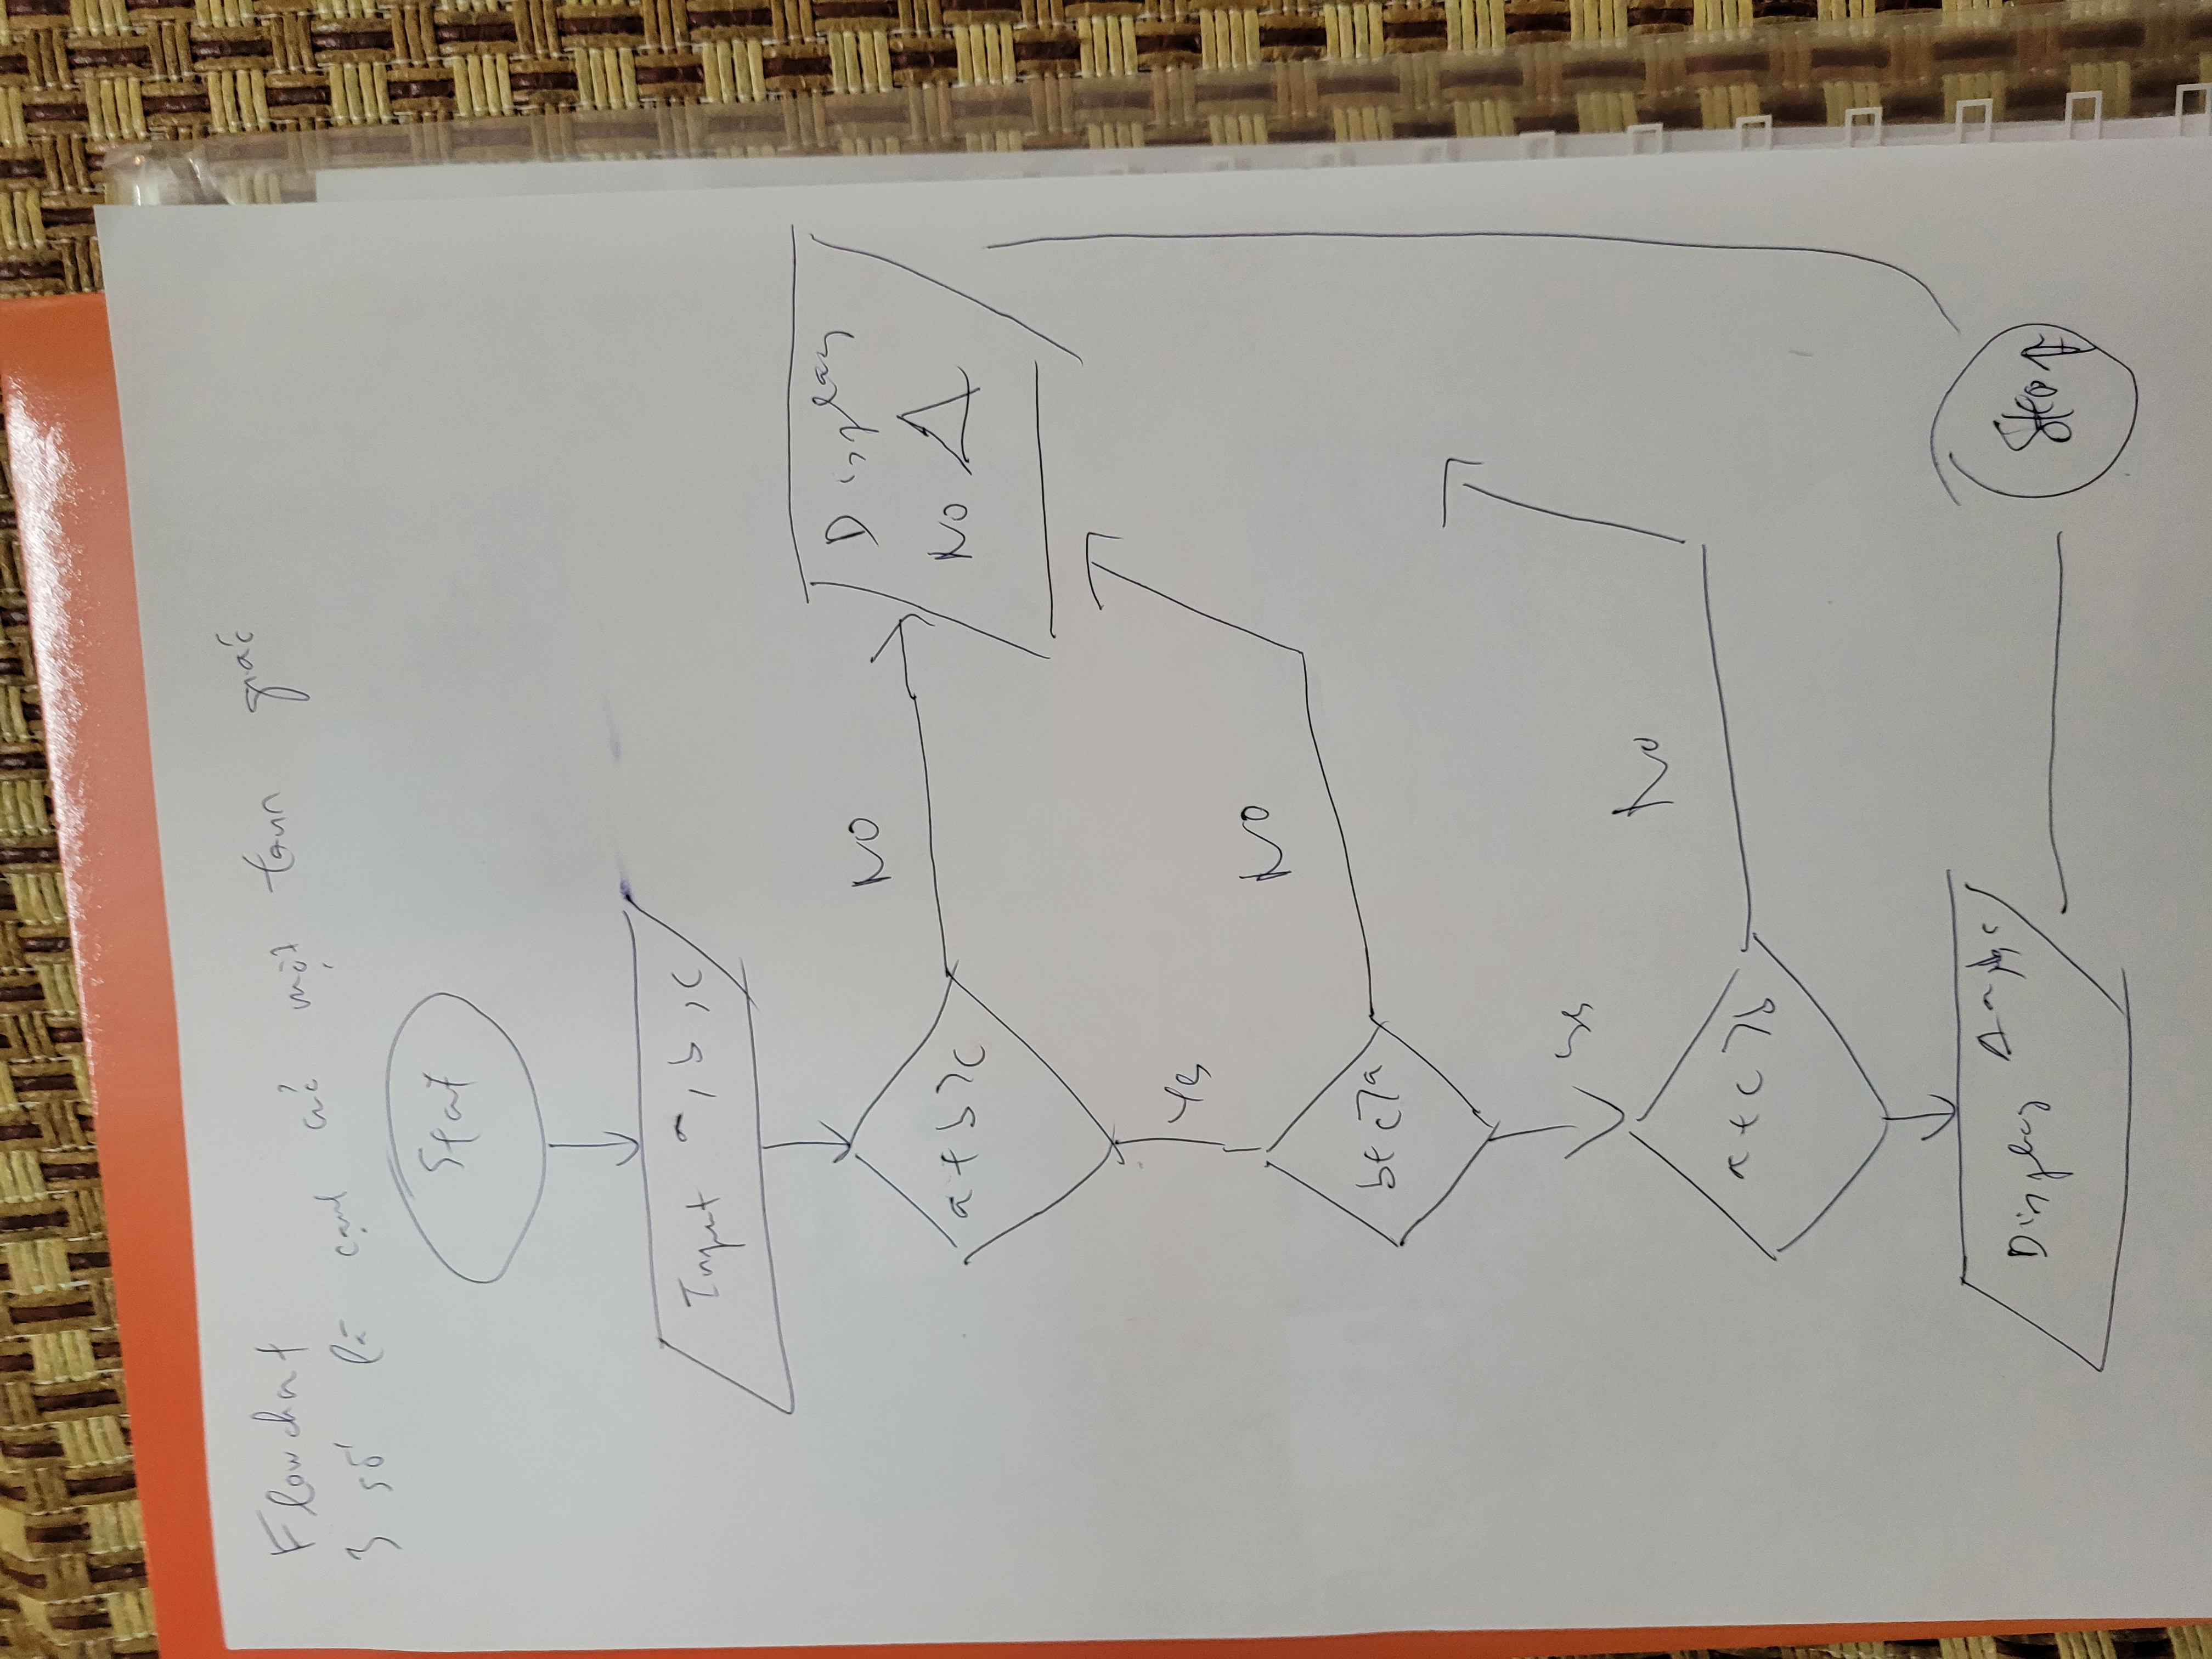 Flowchart
3 số là cạnh củ một tam giác
Start
Input a, b, c
a + b > c
NO
Display
NO Δ
Yes
b + c > a
NO
Yes
a + c > b
No
Display Δ a, b, c
Stop